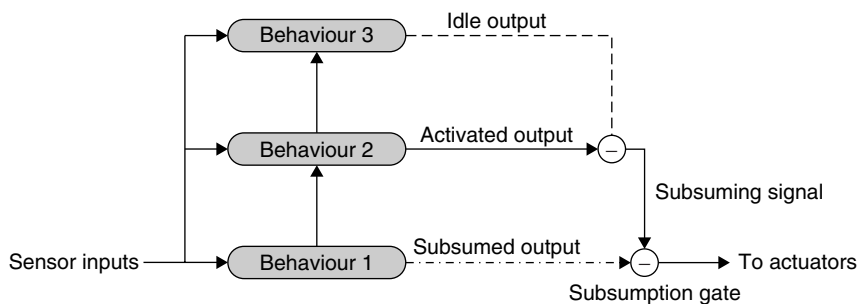 Idle output
Behaviour 3
Activated output
Behaviour 2
−
Subsuming signal
Subsumed output
Sensor inputs
Behaviour 1
−
To actuators
Subsumption gate